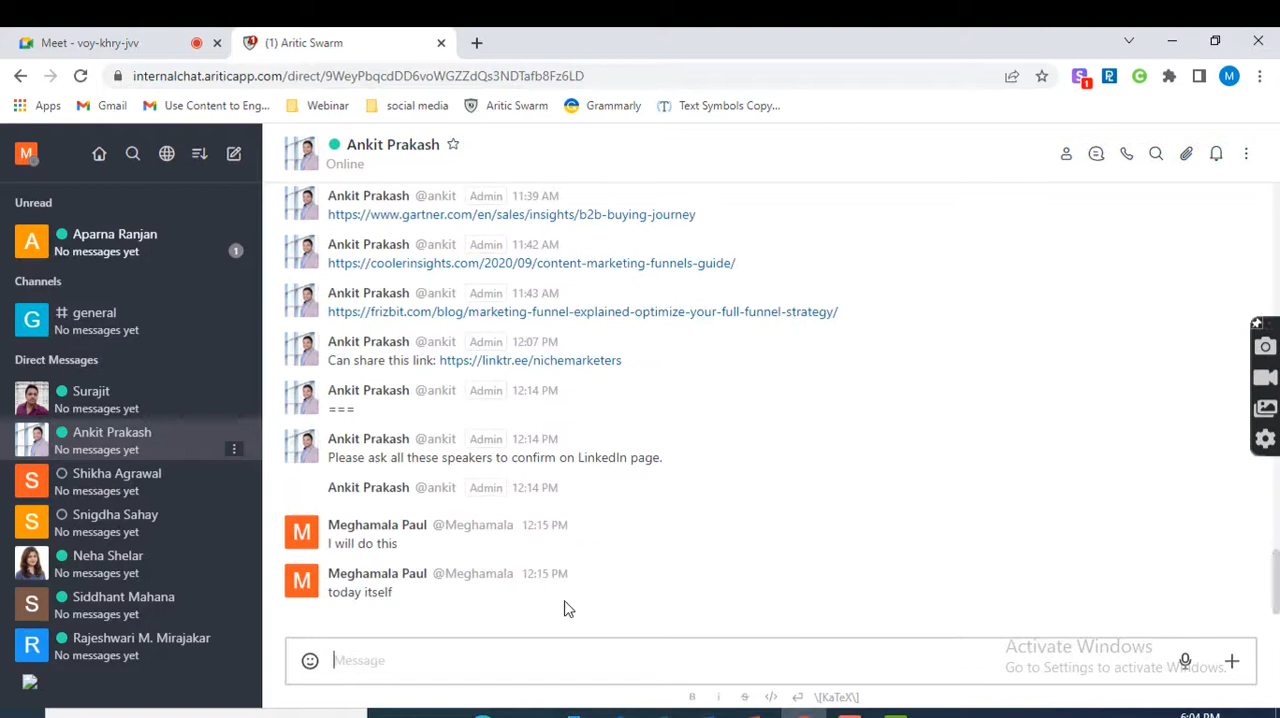 Meet - voy-khry-jvv
(1) Aritic Swarm
internalchat.ariticapp.com/direct/9WeyPbqcdDD6voWGZZdQs3NDTafb8Fz6LD
1
M
Apps Gmail Use Content to Eng... Webinar social media Aritic Swarm Grammarly Text Symbols Copy...
M
Unread
A
Aparna Ranjan
No messages yet
1
Channels
G
general
No messages yet
Direct Messages
Surajit
No messages yet
Ankit Prakash
No messages yet
S
Shikha Agrawal
No messages yet
S
Snigdha Sahay
No messages yet
Neha Shelar
No messages yet
S
Siddhant Mahana
No messages yet
R
Rajeshwari M. Mirajakar
No messages yet
Ankit Prakash
Online
Ankit Prakash @ankit Admin 11:39 AM
https://www.gartner.com/en/sales/insights/b2b-buying-journey
Ankit Prakash @ankit Admin 11:42 AM
https://coolerinsights.com/2020/09/content-marketing-funnels-guide/
Ankit Prakash @ankit Admin 11:43 AM
https://frizbit.com/blog/marketing-funnel-explained-optimize-your-full-funnel-strategy/
Ankit Prakash @ankit Admin 12:07 PM
Can share this link: https://linktr.ee/nichemarketers
Ankit Prakash @ankit Admin 12:14 PM
===
Ankit Prakash @ankit Admin 12:14 PM
Please ask all these speakers to confirm on LinkedIn page.
Ankit Prakash @ankit Admin 12:14 PM
M
Meghamala Paul @Meghamala 12:15 PM
I will do this
M
Meghamala Paul @Meghamala 12:15 PM
today itself
Message
Activate Windows
Go to Settings to activate Windows.
B i S </> \[KaTeX\]
6:04 PM